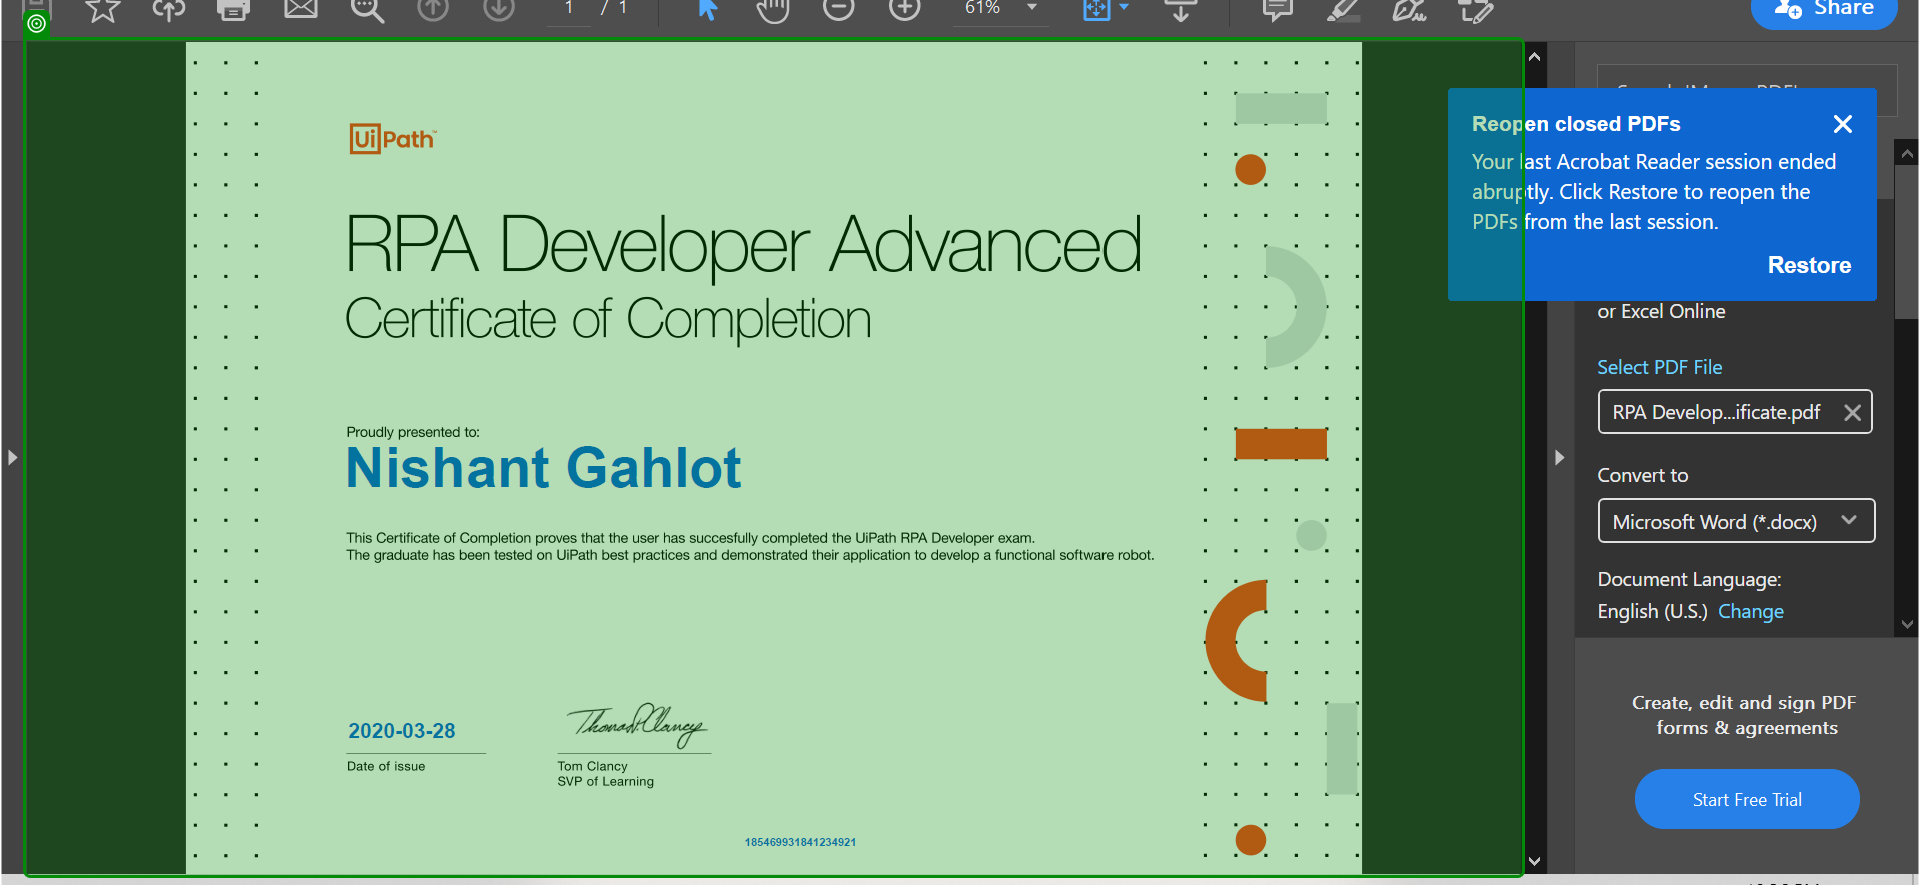 1 / 1
61%
Share
Reopen closed PDFs
Your last Acrobat Reader session ended
abruptly. Click Restore to reopen the
PDFs from the last session.
Restore
UiPath™
RPA Developer Advanced
Certificate of Completion
Proudly presented to:
Nishant Gahlot
This Certificate of Completion proves that the user has succesfully completed the UiPath RPA Developer exam.
The graduate has been tested on UiPath best practices and demonstrated their application to develop a functional software robot.
2020-03-28
Date of issue
Thomas P. Clancy
Tom Clancy
SVP of Learning
185469931841234921
or Excel Online
Select PDF File
RPA Develop...ificate.pdf
Convert to
Microsoft Word (*.docx)
Document Language:
English (U.S.) Change
Create, edit and sign PDF
forms & agreements
Start Free Trial